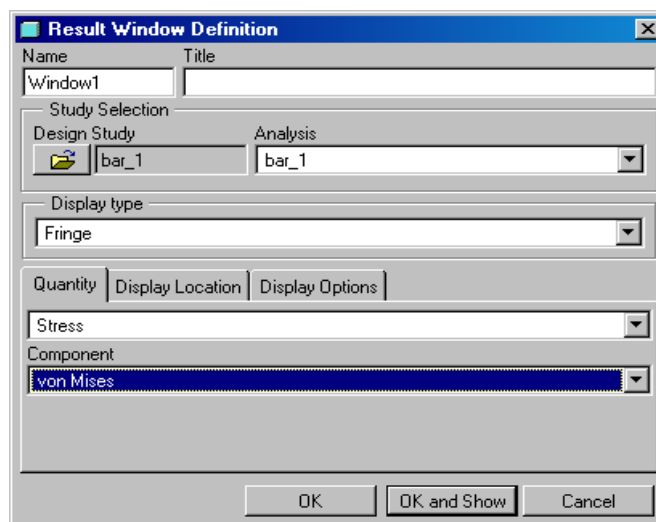 Result Window Definition
Name Title
Window1
Study Selection
Design Study Analysis
bar_1 bar_1
Display type
Fringe
Quantity Display Location Display Options
Stress
Component
von Mises
OK OK and Show Cancel